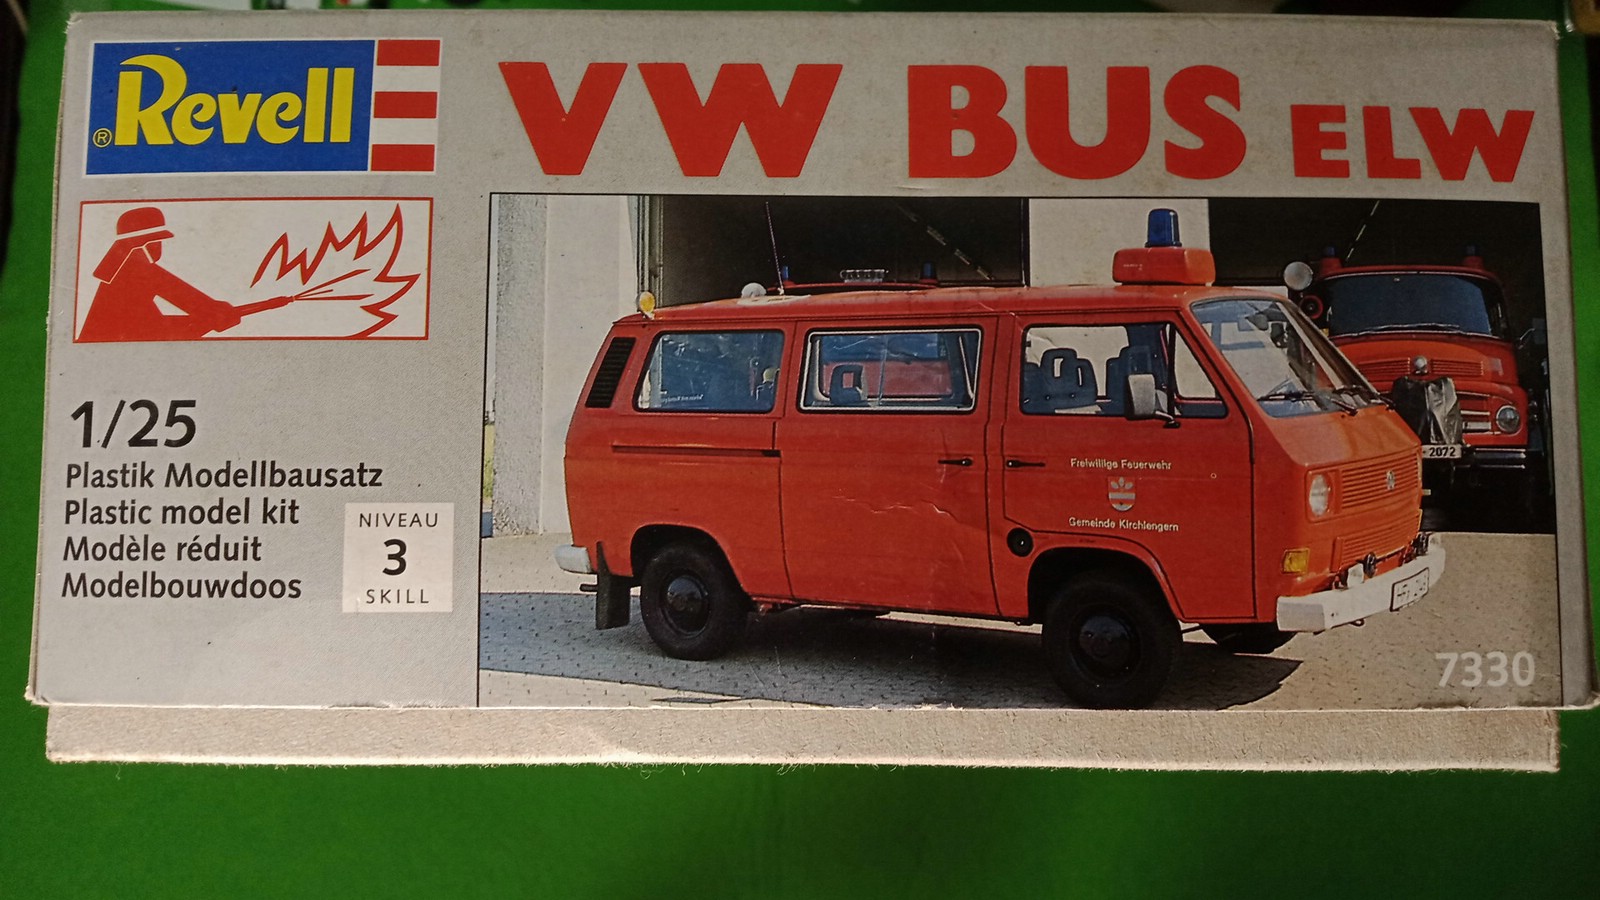 ® Revell
VW BUS ELW
1/25
Plastik Modellbausatz
Plastic model kit
Modèle réduit
Modelbouwdoos
NIVEAU
3
SKILL
Freiwillige Feuerwehr
Gemeinde Kirchlengern
2072
7330